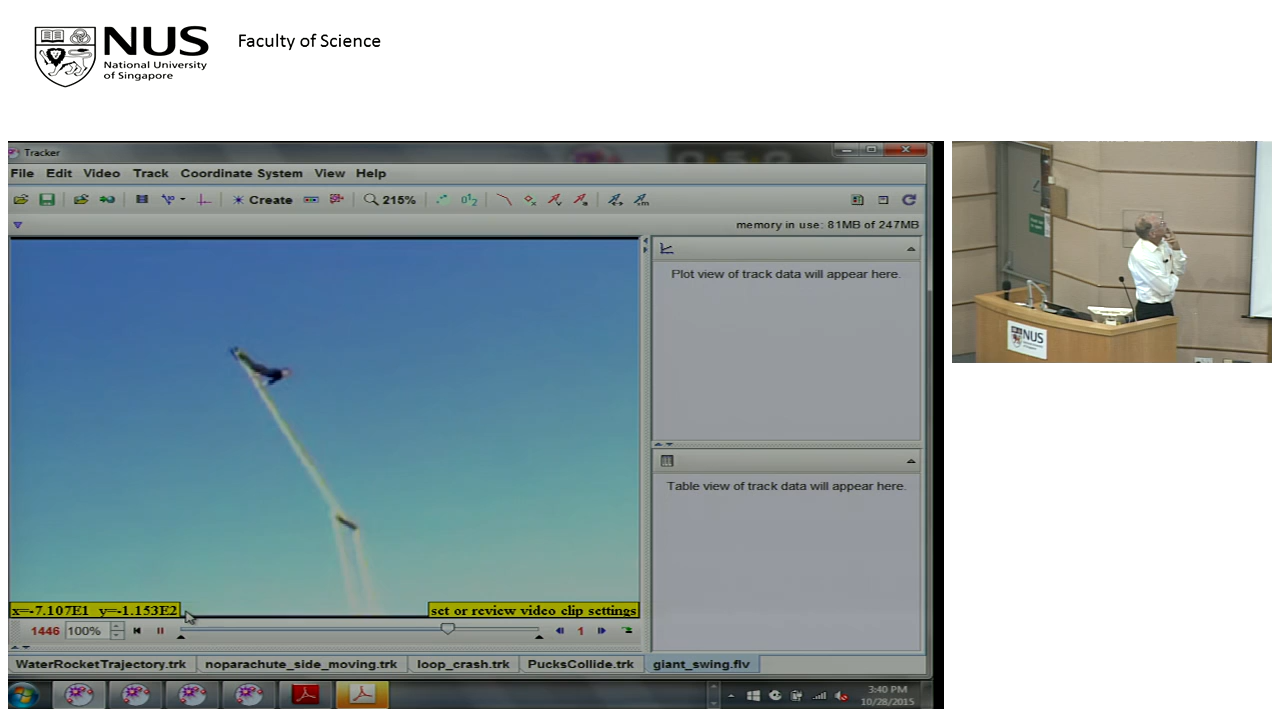 NUS
National University
of Singapore
Faculty of Science
Tracker
File Edit Video Track Coordinate System View Help
Create 215%
memory in use: 81MB of 247MB
Plot view of track data will appear here.
Table view of track data will appear here.
x=-7.107E1 y=-1.153E2
set or review video clip settings
1446 100% 1
WaterRocketTrajectory.trk noparachute_side_moving.trk loop_crash.trk PucksCollide.trk giant_swing.flv
3:40 PM
10/28/2015
NUS